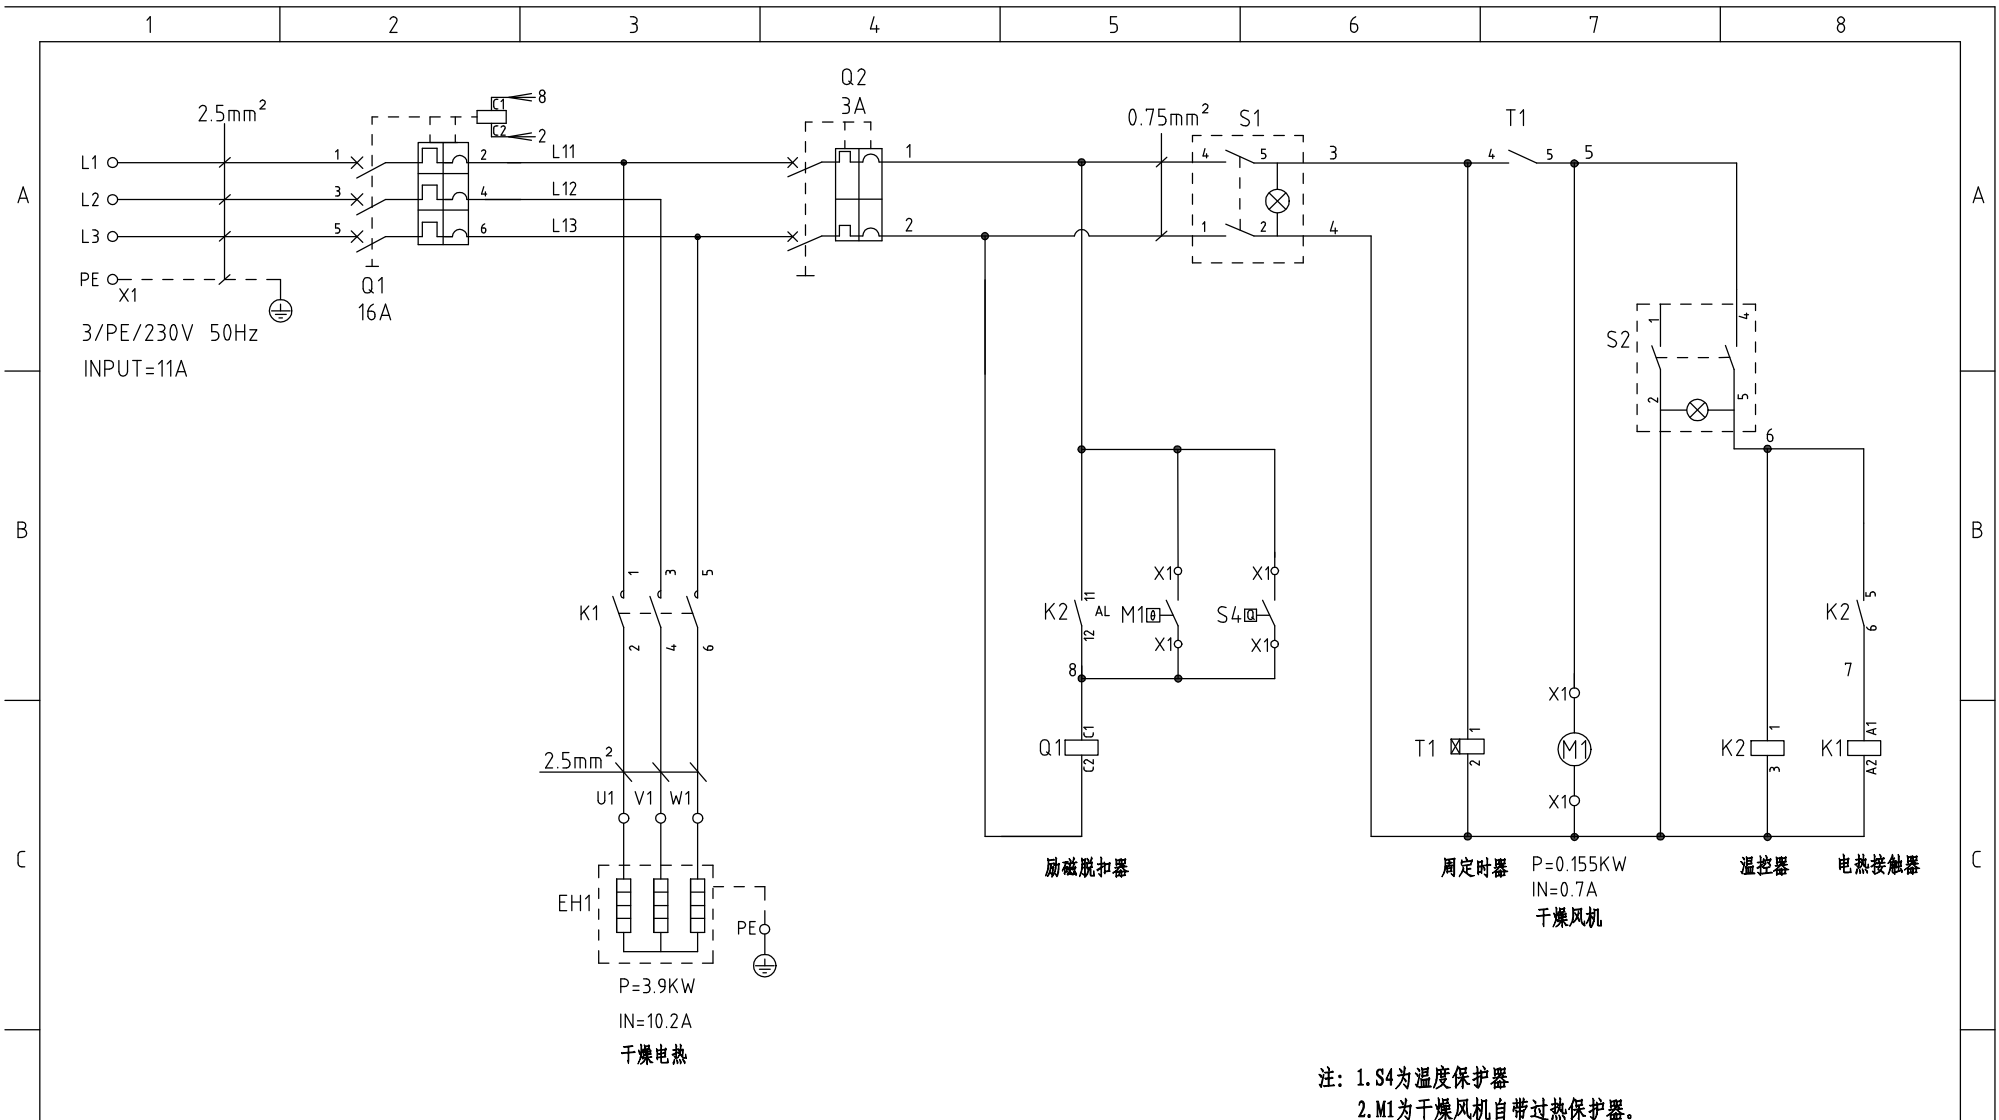 1 2 3 4 5 6 7 8
Q2
3A
C1 8
C2 2
2.5mm²
0.75mm²
S1
T1
L1 1 2 L11 1 4 5 3 4 5 5
A L2 3 4 L12 A
L3 5 6 L13 2 1 2 4
PE
X1
Q1
16A
3/PE/230V 50Hz
INPUT=11A
S2
1 4
2 5
6
B B
1 3 5
K1
2 4 6
X1 X1
K2 11 AL M1 θ S4 Q
12
X1 X1
8
K2 5
6
7
X1
Q1 C1
C2
T1 1
2
M1
K2 1
3
K1 A1
A2
X1
2.5mm²
U1 V1 W1
C C
励磁脱扣器
周定时器
P=0.155KW
IN=0.7A
干燥风机
温控器
电热接触器
EH1
PE
P=3.9KW
IN=10.2A
干燥电热
注: 1.S4为温度保护器
2.M1为干燥风机自带过热保护器。